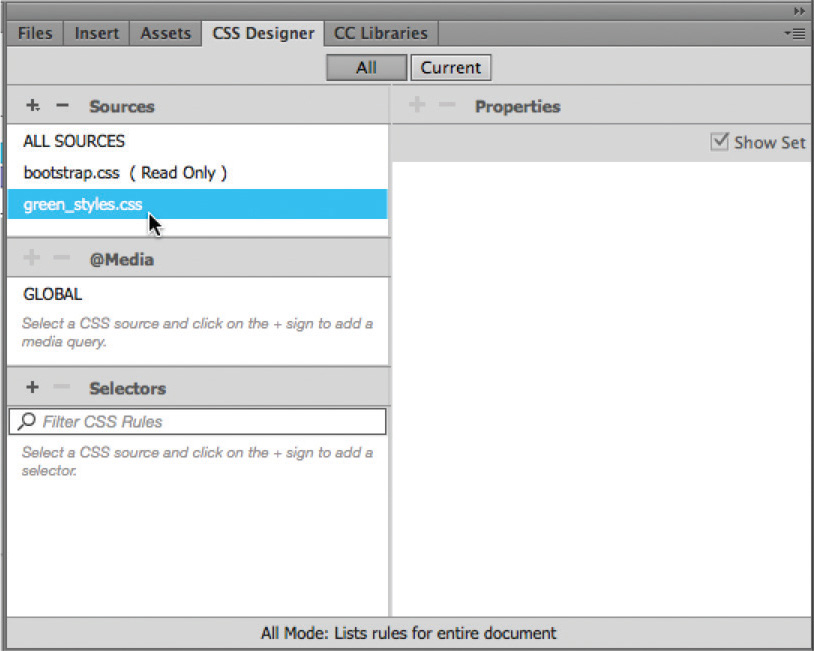 Files Insert Assets CSS Designer CC Libraries
All Current
Sources
ALL SOURCES
bootstrap.css ( Read Only )
green_styles.css
@Media
GLOBAL
Select a CSS source and click on the + sign to add a
media query.
Selectors
Filter CSS Rules
Select a CSS source and click on the + sign to add a
selector.
Properties
Show Set
All Mode: Lists rules for entire document